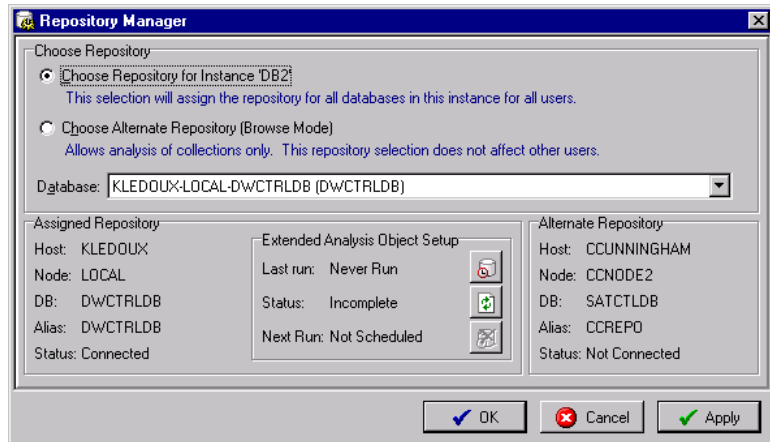 Repository Manager
Choose Repository
Choose Repository for Instance 'DB2'
This selection will assign the repository for all databases in this instance for all users.
Choose Alternate Repository (Browse Mode)
Allows analysis of collections only. This repository selection does not affect other users.
Database: KLEDOUX-LOCAL-DWCTRLDB (DWCTRLDB)
Assigned Repository
Host: KLEDOUX
Node: LOCAL
DB: DWCTRLDB
Alias: DWCTRLDB
Status: Connected
Extended Analysis Object Setup
Last run: Never Run
Status: Incomplete
Next Run: Not Scheduled
Alternate Repository
Host: CCUNNINGHAM
Node: CCNODE2
DB: SATCTLDB
Alias: CCREPO
Status: Not Connected
OK
Cancel
Apply